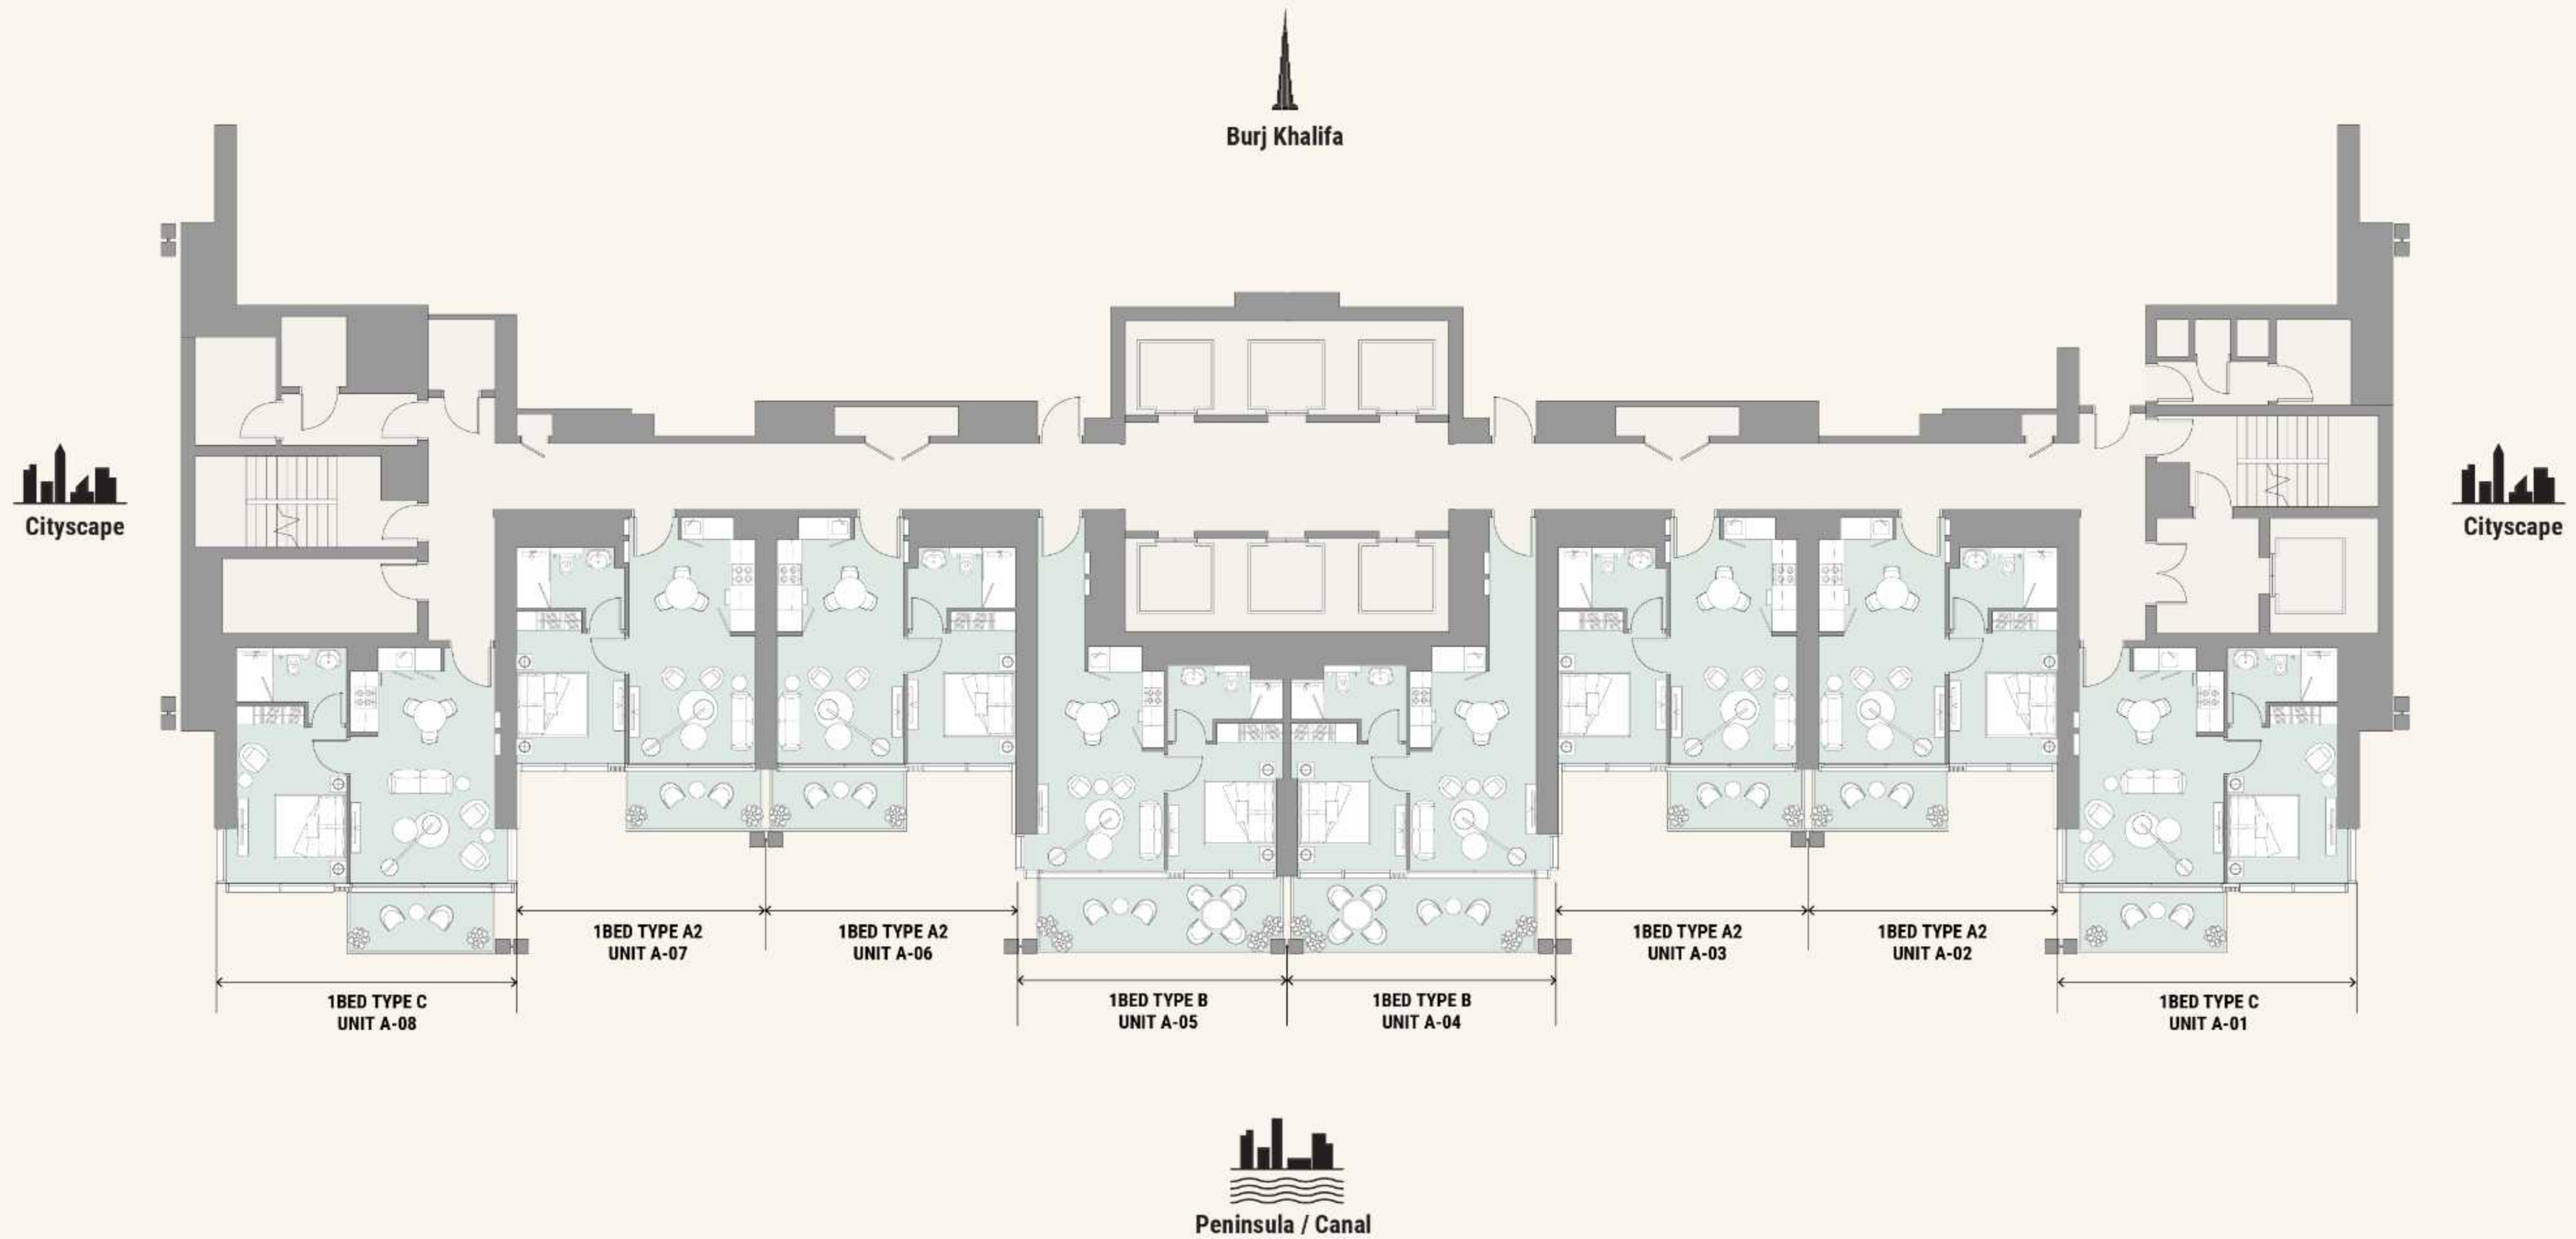 Burj Khalifa
Cityscape
Cityscape
1BED TYPE A2
UNIT A-07
1BED TYPE A2
UNIT A-06
1BED TYPE A2
UNIT A-03
1BED TYPE A2
UNIT A-02
1BED TYPE C
UNIT A-08
1BED TYPE B
UNIT A-05
1BED TYPE B
UNIT A-04
1BED TYPE C
UNIT A-01
Peninsula / Canal